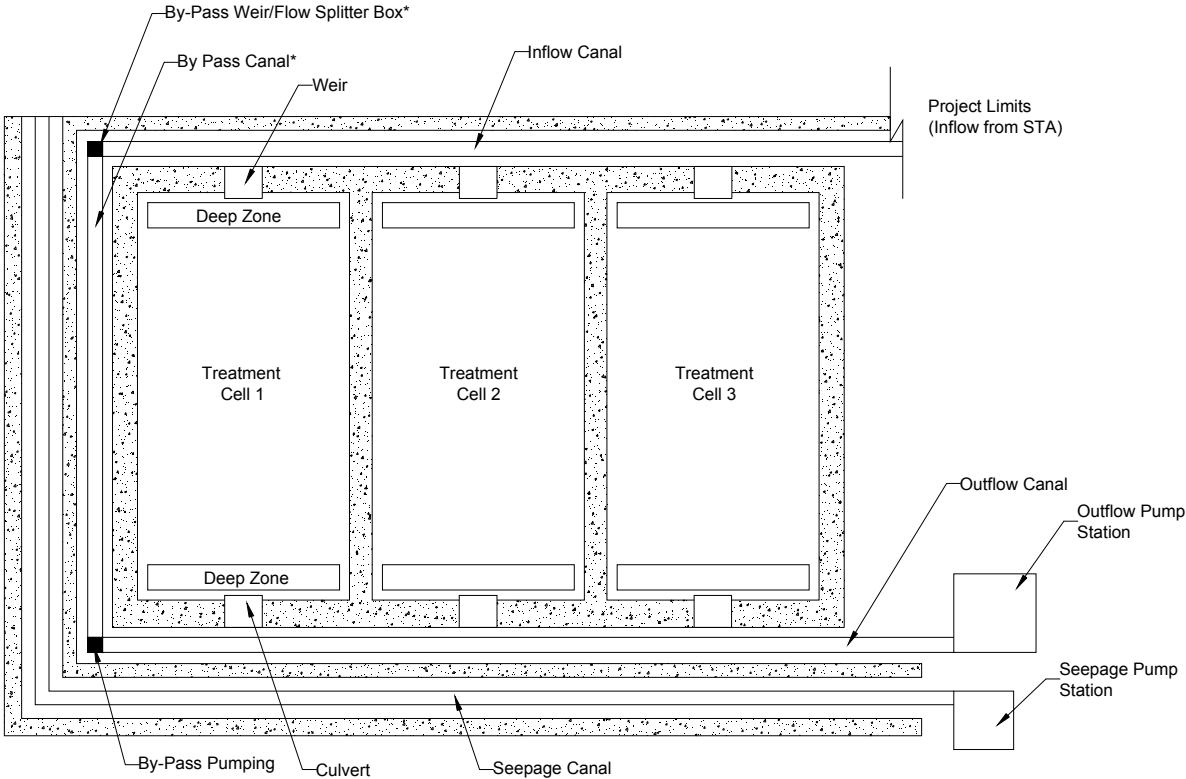 By-Pass Weir/Flow Splitter Box*
By Pass Canal*
Weir
Inflow Canal
Project Limits
(Inflow from STA)
Deep Zone
Treatment
Cell 1
Treatment
Cell 2
Treatment
Cell 3
Outflow Canal
Outflow Pump
Station
Deep Zone
Seepage Pump
Station
By-Pass Pumping
Culvert
Seepage Canal